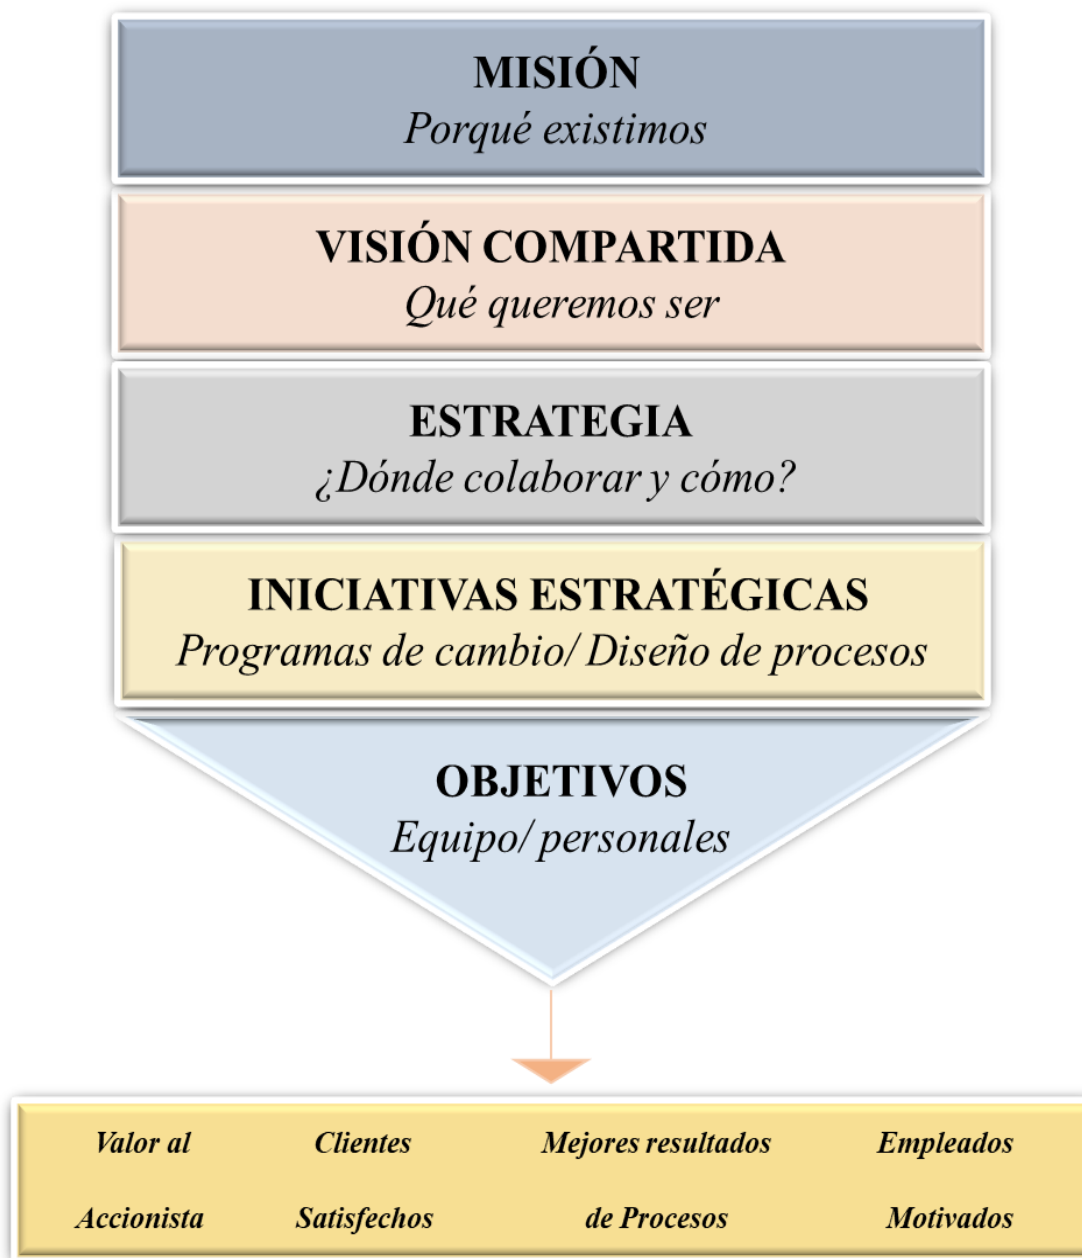 MISIÓN
Porqué existimos
VISIÓN COMPARTIDA
Qué queremos ser
ESTRATEGIA
¿Dónde colaborar y cómo?
INICIATIVAS ESTRATÉGICAS
Programas de cambio/ Diseño de procesos
OBJETIVOS
Equipo/ personales
Valor al
Accionista
Clientes
Satisfechos
Mejores resultados
de Procesos
Empleados
Motivados